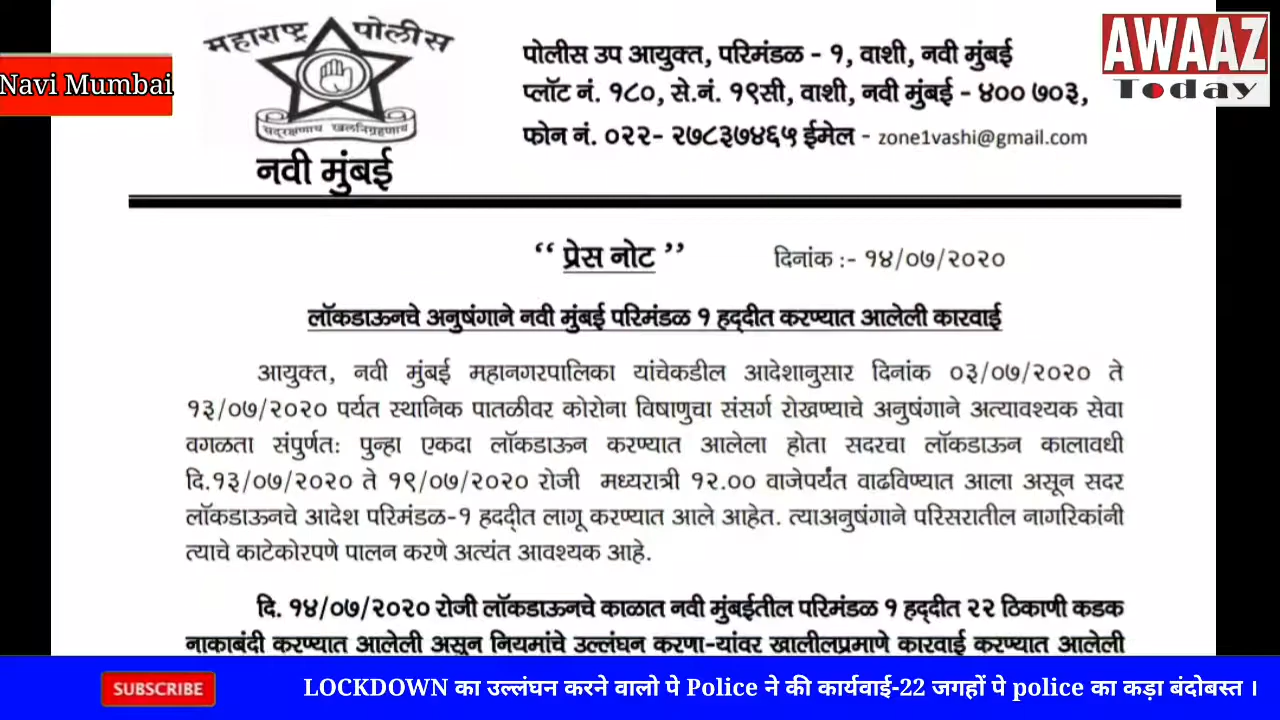 महाराष्ट्र पोलीस
सद्रक्षणाय खलनिग्रहणाय
नवी मुंबई
Navi Mumbai
पोलीस उप आयुक्त, परिमंडळ - १, वाशी, नवी मुंबई
प्लॉट नं. १८०, से.नं. १९सी, वाशी, नवी मुंबई - ४०० ७०३,
फोन नं. ०२२- २७८३७४६५ ईमेल - zone1vashi@gmail.com
AWAAZ
Today
“ प्रेस नोट ” दिनांक :- १४/०७/२०२०
लॉकडाऊनचे अनुषंगाने नवी मुंबई परिमंडळ १ हद्दीत करण्यात आलेली कारवाई
आयुक्त, नवी मुंबई महानगरपालिका यांचेकडील आदेशानुसार दिनांक ०३/०७/२०२० ते
१३/०७/२०२० पर्यत स्थानिक पातळीवर कोरोना विषाणुचा संसर्ग रोखण्याचे अनुषंगाने अत्यावश्यक सेवा
वगळता संपुर्णत: पुन्हा एकदा लॉकडाऊन करण्यात आलेला होता सदरचा लॉकडाऊन कालावधी
दि.१३/०७/२०२० ते १९/०७/२०२० रोजी मध्यरात्री १२.०० वाजेपर्यंत वाढविण्यात आला असून सदर
लॉकडाऊनचे आदेश परिमंडळ-१ हददी्त लागू करण्यात आले आहेत. त्याअनुषंगाने परिसरातील नागरिकांनी
त्याचे काटेकोरपणे पालन करणे अत्यंत आवश्यक आहे.
दि. १४/०७/२०२० रोजी लॉकडाऊनचे काळात नवी मुंबईतील परिमंडळ १ हद्दीत २२ ठिकाणी कडक
नाकाबंदी करण्यात आलेली असुन नियमांचे उल्लंघन करणा-यांवर खालीलप्रमाणे कारवाई करण्यात आलेली
SUBSCRIBE
LOCKDOWN का उल्लंघन करने वालो पे Police ने की कार्यवाई-22 जगहों पे police का कड़ा बंदोबस्त ।